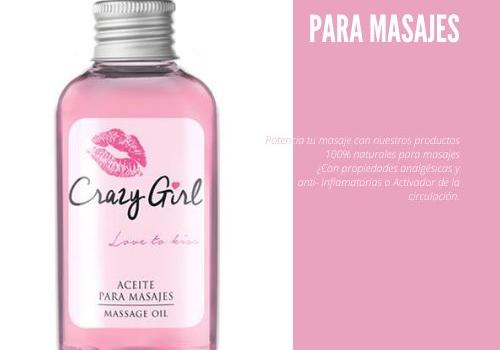 PARA MASAJES
Potencia tu masaje con nuestros productos
100% naturales para masajes
¿Con propiedades analgésicas y
anti- Inflamatorias o Activador de la
circulación.
Crazy Girl
Love to kiss
ACEITE
PARA MASAJES
MASSAGE OIL